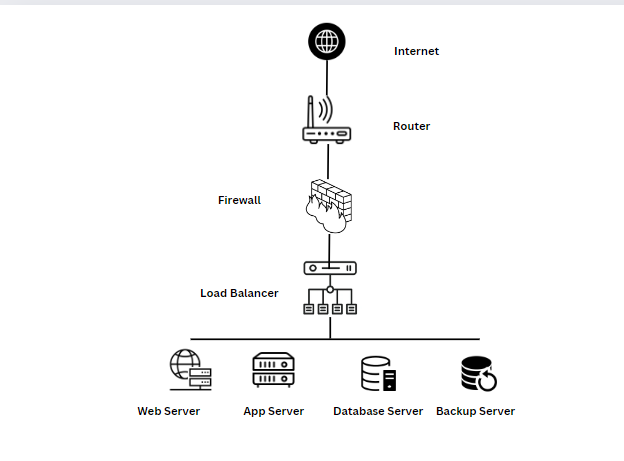 Internet
Router
Firewall
Load Balancer
Web Server
App Server
Database Server
Backup Server